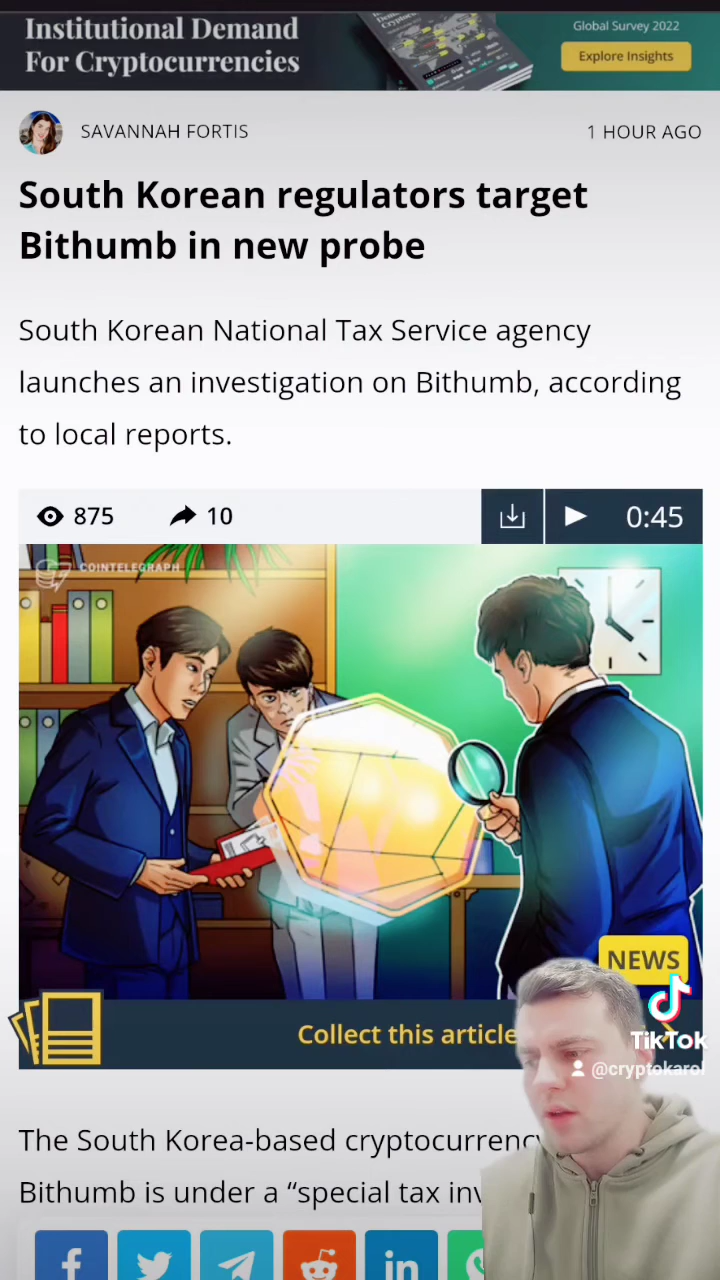 Institutional Demand
For Cryptocurrencies
Global Survey 2022
Explore Insights
SAVANNAH FORTIS
1 HOUR AGO
South Korean regulators target
Bithumb in new probe
South Korean National Tax Service agency
launches an investigation on Bithumb, according
to local reports.
875
10
0:45
COINTELEGRAPH
NEWS
Collect this article
TikTok
@cryptokarol
The South Korea-based cryptocurrency
Bithumb is under a “special tax inv